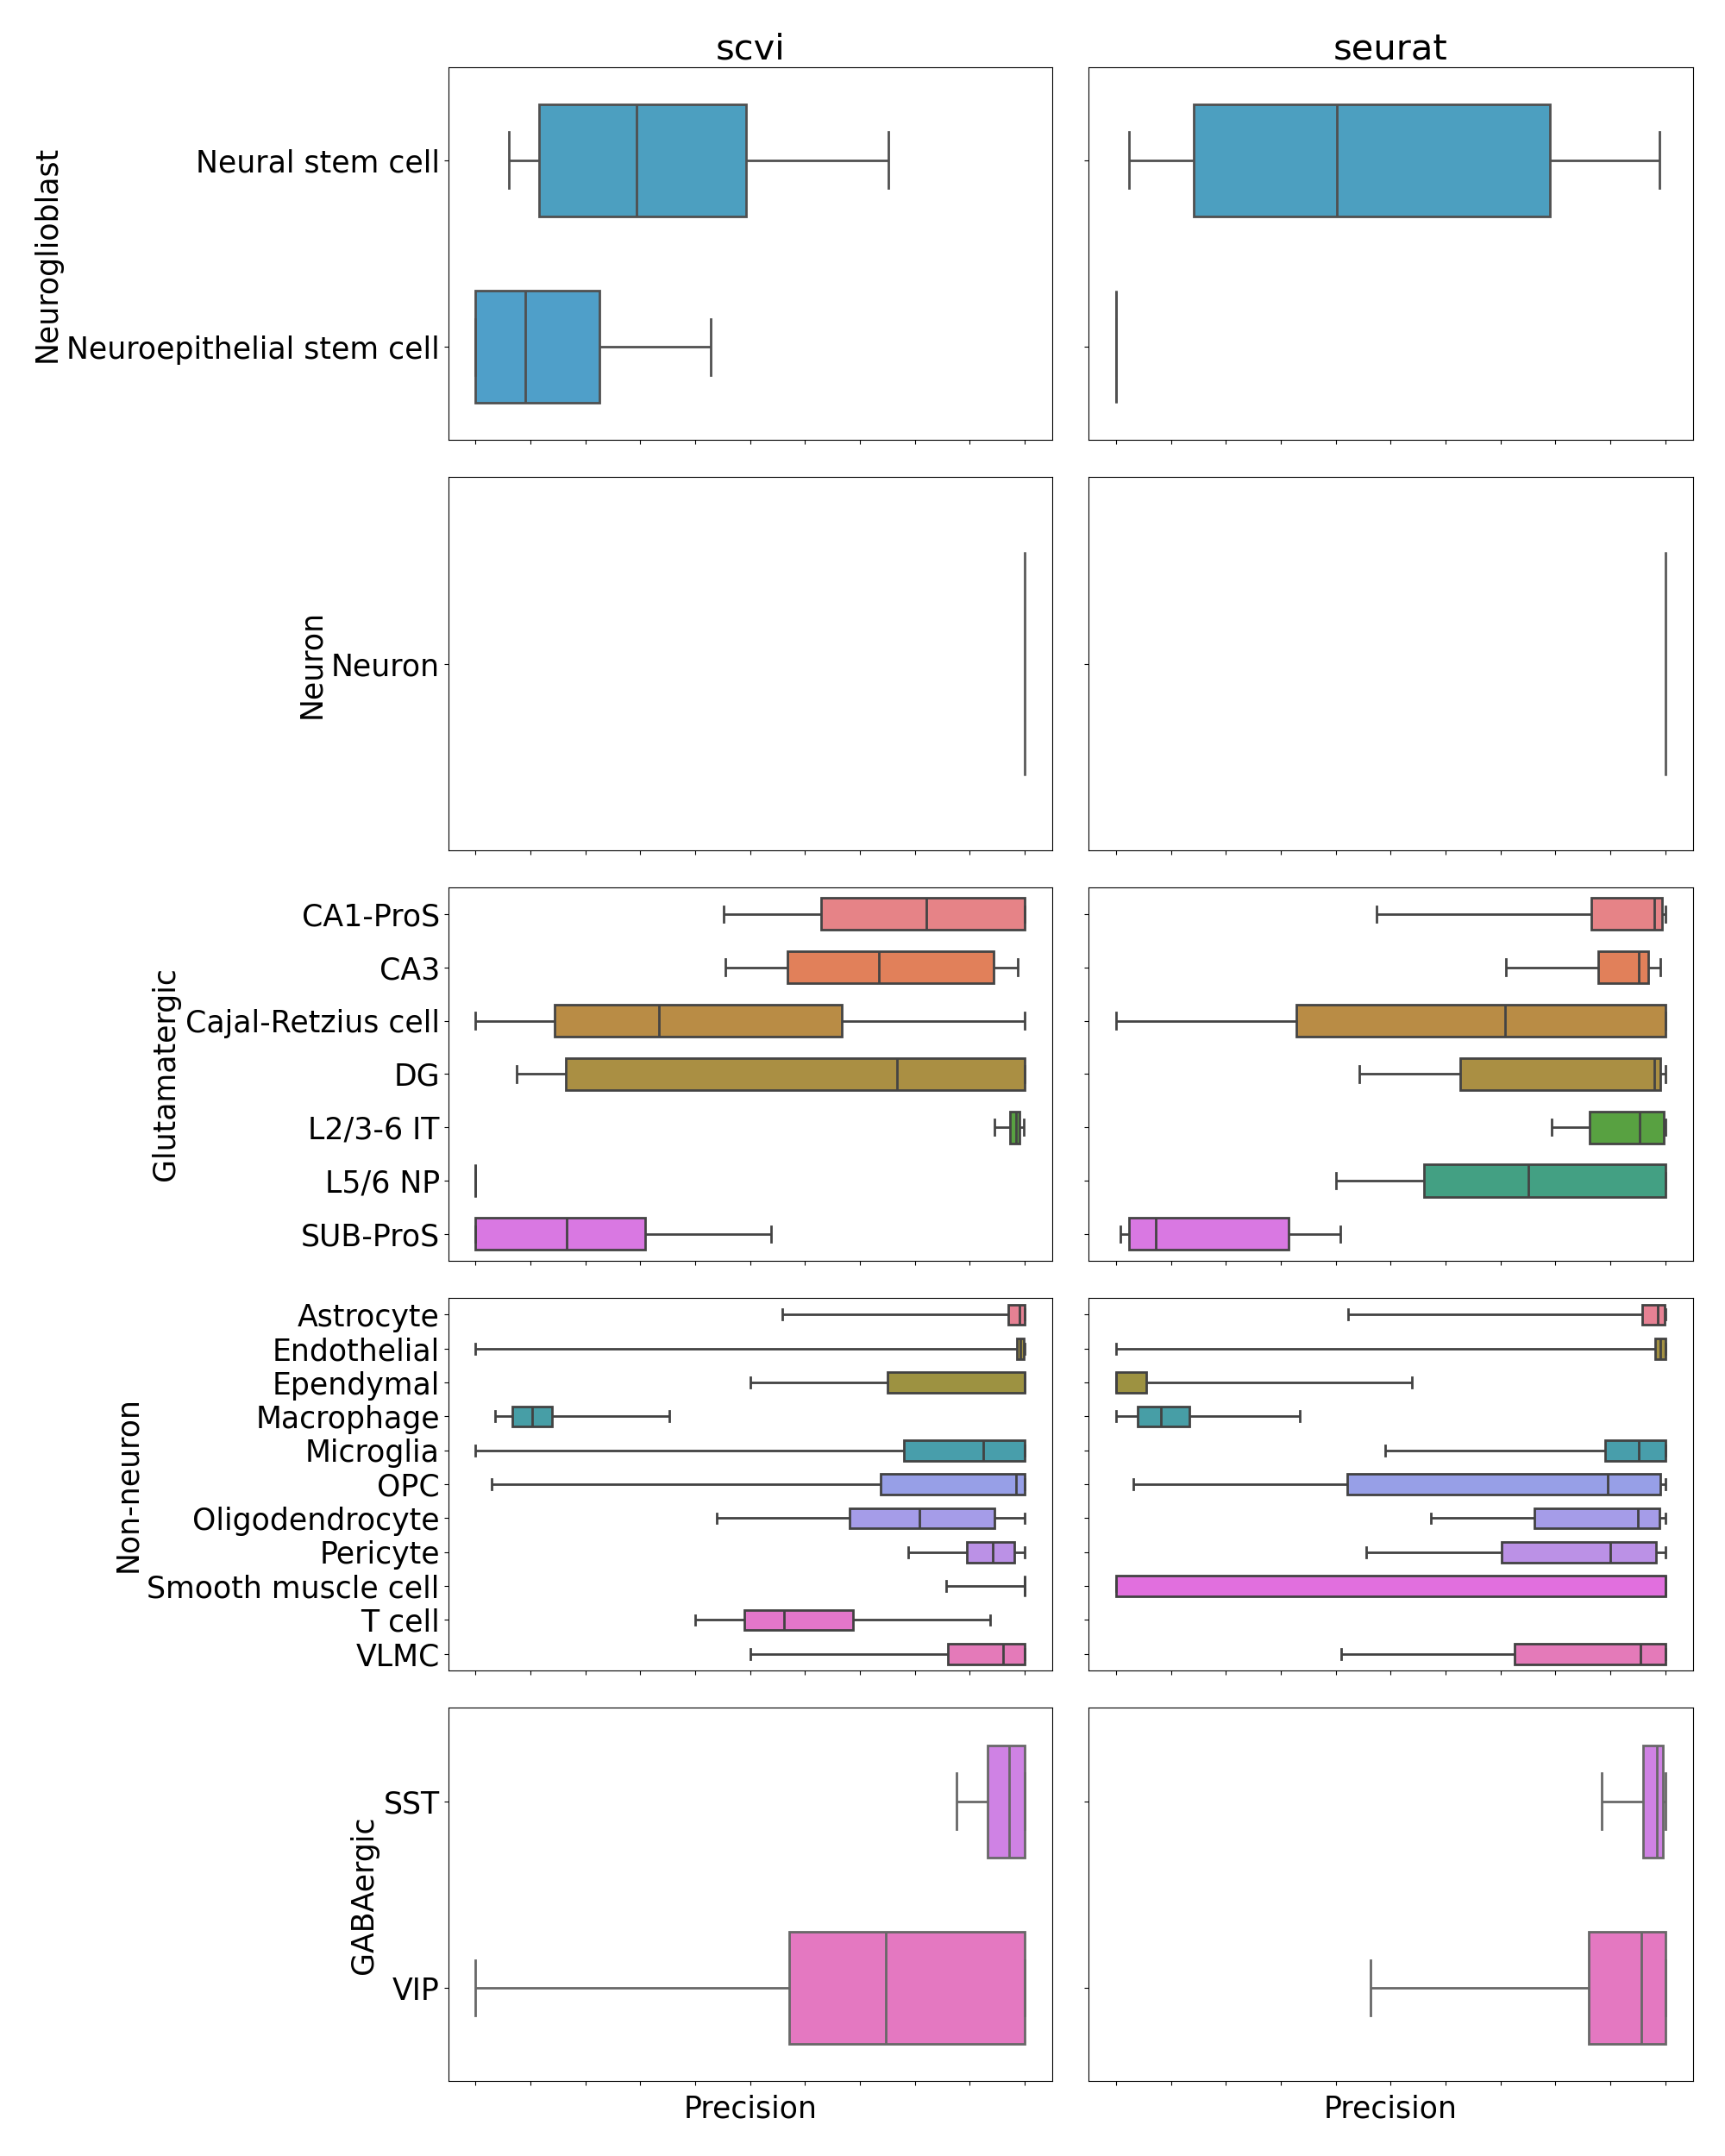 scvi
seurat
Neuroglioblast
Neural stem cell
Neuroepithelial stem cell
Neuron
Neuron
Glutamatergic
CA1-ProS
CA3
Cajal-Retzius cell
DG
L2/3-6 IT
L5/6 NP
SUB-ProS
Non-neuron
Astrocyte
Endothelial
Ependymal
Macrophage
Microglia
OPC
Oligodendrocyte
Pericyte
Smooth muscle cell
T cell
VLMC
GABAergic
SST
VIP
Precision
Precision